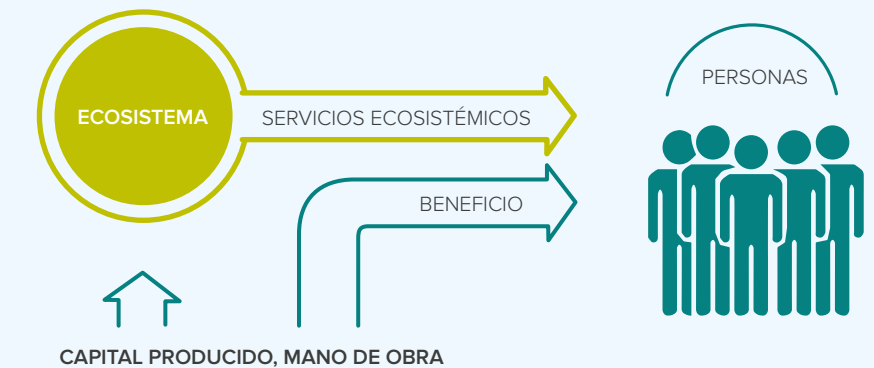 PERSONAS
ECOSISTEMA
SERVICIOS ECOSISTÉMICOS
BENEFICIO
CAPITAL PRODUCIDO, MANO DE OBRA